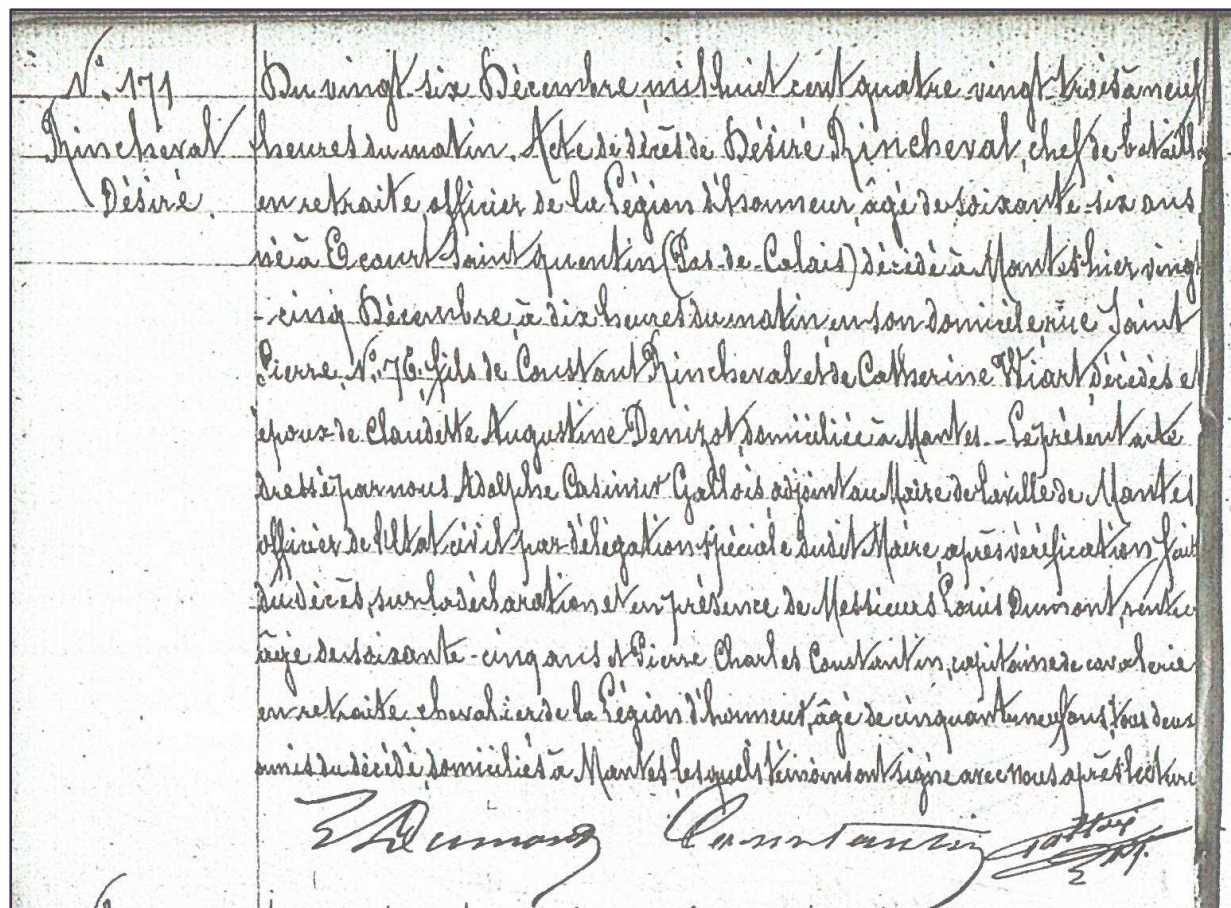 N.° 171
Rincheval
Désiré.
Du vingt-six Décembre mil huit cent quatre-vingt-trois à neuf
heures du matin. Acte de décès de Désiré Rincheval, chef de bataillon
en retraite, officier de la Légion d'honneur, âgé de soixante-six ans
né à Ecourt Saint quentin (Pas-de-Calais) décédé à Mantes hier vingt
-cinq Décembre à dix heures du matin en son domicile rue Saint
Pierre, N.° 76. fils de Constant Rincheval et de Catherine Wiart décédés et
époux de Claudette Augustine Denizot domiciliée à Mantes. - Le présent acte
dressé par nous Adolphe Casimir Gallois adjoint au Maire de la ville de Mantes
officier de l'Etat civil par délégation spéciale dudit Maire, après vérification faite
du décès, sur la déclaration et en présence de Messieurs Louis Dumont, rentier
âgé de soixante-cinq ans et Pierre Charles Constantin, capitaine de cavalerie
en retraite, chevalier de la Légion d'honneur, âgé de cinquante neuf ans, tous deux
amis du décédé domiciliés à Mantes, lesquels témoins ont signé avec nous après lecture
L Dumont Constantin Gallois